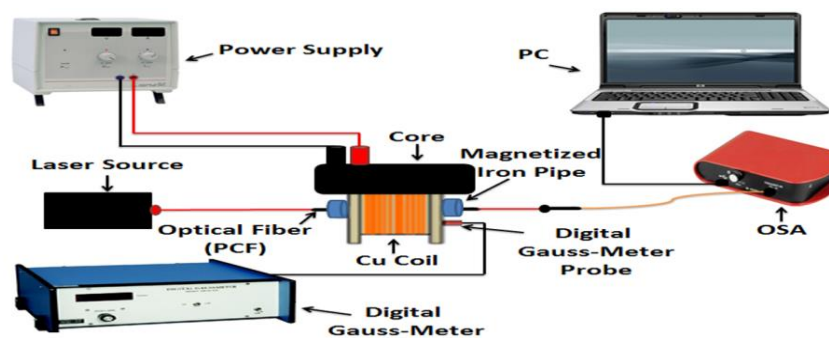 Power Supply
PC
Core
Laser Source
Magnetized
Iron Pipe
Optical Fiber
(PCF)
Cu Coil
Digital
Gauss-Meter
Probe
OSA
Digital
Gauss-Meter